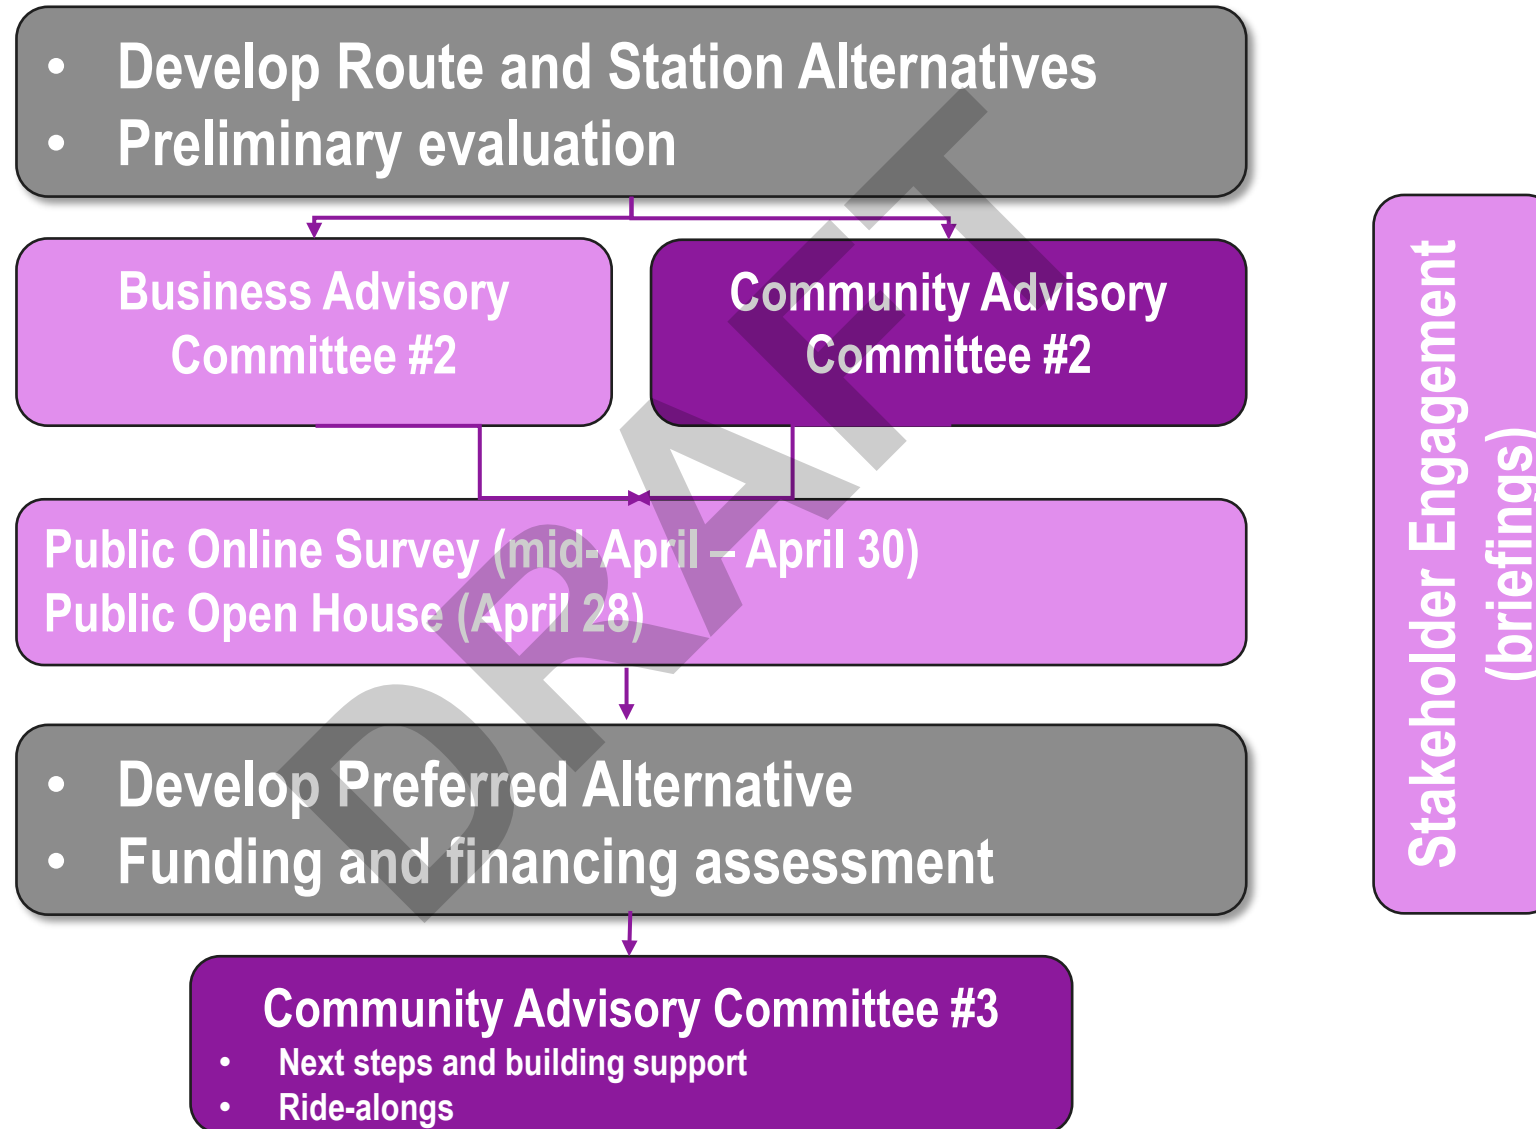 • Develop Route and Station Alternatives
• Preliminary evaluation
Business Advisory
Committee #2
Community Advisory
Committee #2
Public Online Survey (mid-April – April 30)
Public Open House (April 28)
• Develop Preferred Alternative
• Funding and financing assessment
Community Advisory Committee #3
• Next steps and building support
• Ride-alongs
Stakeholder Engagement
(briefings)
DRAFT